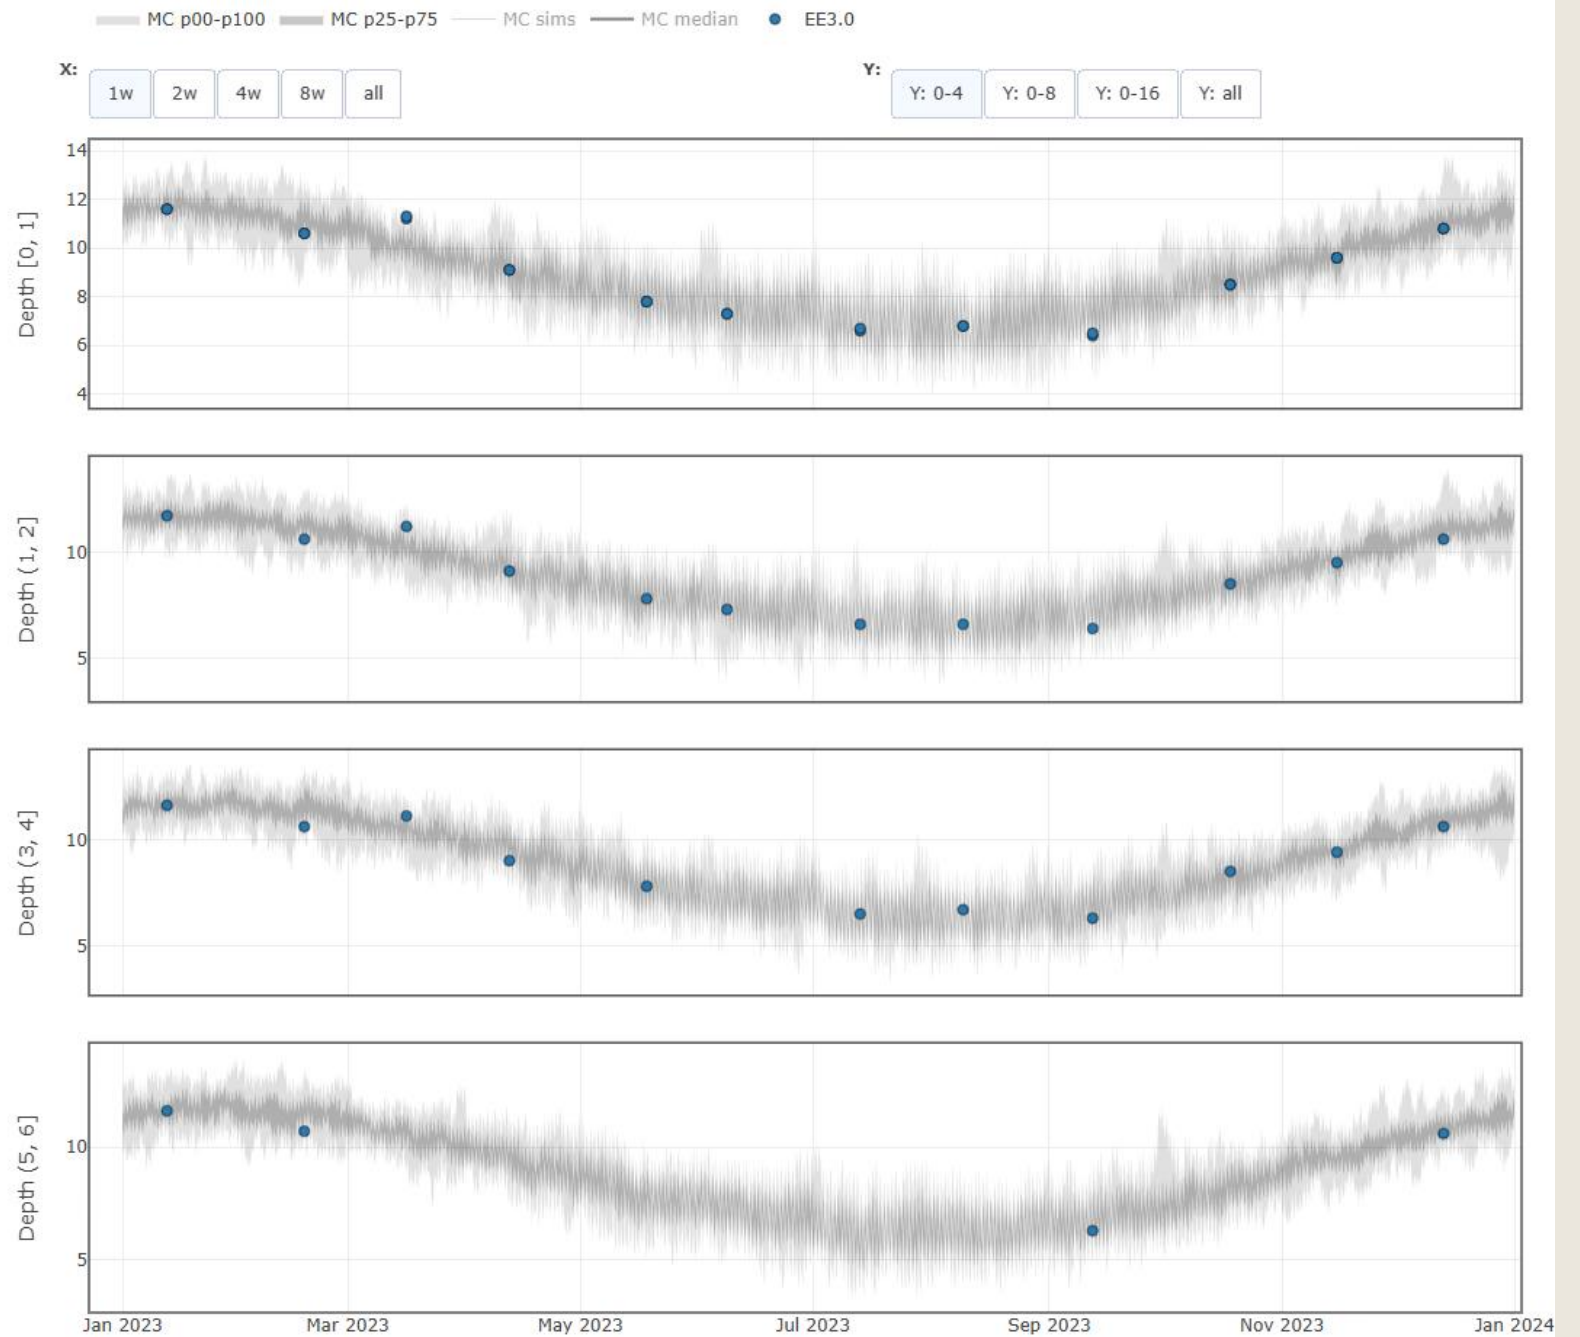 MC p00-p100 MC p25-p75 MC sims MC median EE3.0
X: 1w 2w 4w 8w all Y: Y: 0-4 Y: 0-8 Y: 0-16 Y: all
Depth [0, 1]
14
12
10
8
6
4
Depth (1, 2]
10
5
Depth (3, 4]
10
5
Depth (5, 6]
10
5
Jan 2023 Mar 2023 May 2023 Jul 2023 Sep 2023 Nov 2023 Jan 2024